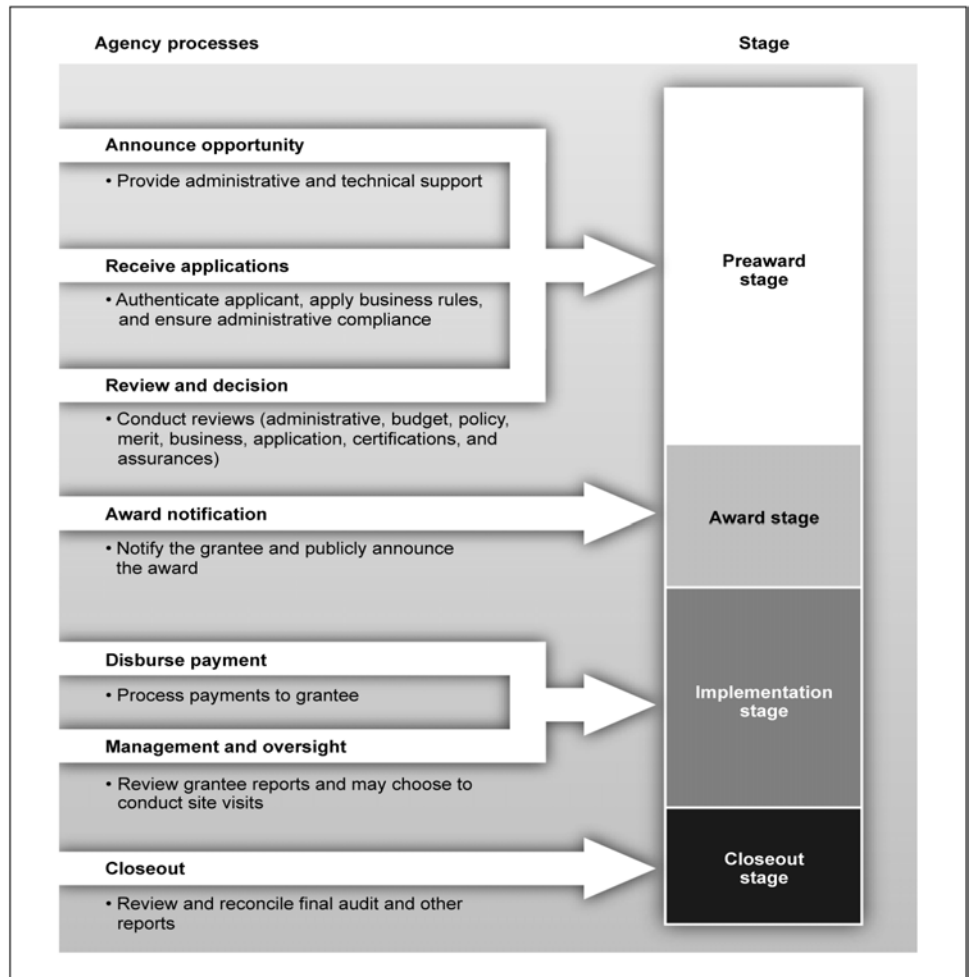 Agency processes
Stage
Announce opportunity
• Provide administrative and technical support
Receive applications
• Authenticate applicant, apply business rules,
and ensure administrative compliance
Review and decision
• Conduct reviews (administrative, budget, policy,
merit, business, application, certifications, and
assurances)
Preaward
stage
Award notification
• Notify the grantee and publicly announce
the award
Award stage
Disburse payment
• Process payments to grantee
Management and oversight
• Review grantee reports and may choose to
conduct site visits
Implementation
stage
Closeout
• Review and reconcile final audit and other
reports
Closeout
stage